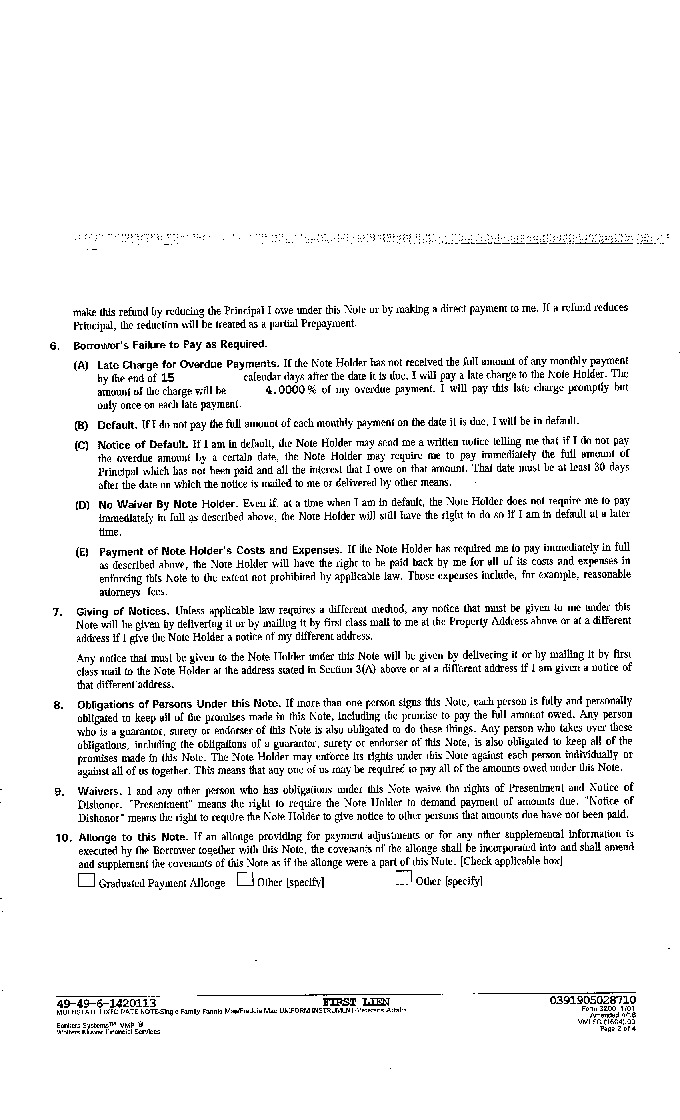 make this refund by reducing the Principal I owe under this Note or by making a direct payment to me. If a refund reduces
Principal, the reduction will be treated as a partial Prepayment.
6. Borrower's Failure to Pay as Required.
(A) Late Charge for Overdue Payments. If the Note Holder has not received the full amount of any monthly payment
by the end of 15 calendar days after the date it is due, I will pay a late charge to the Note Holder. The
amount of the charge will be 4.0000 % of my overdue payment. I will pay this late charge promptly but
only once on each late payment.
(B) Default. If I do not pay the full amount of each monthly payment on the date it is due, I will be in default.
(C) Notice of Default. If I am in default, the Note Holder may send me a written notice telling me that if I do not pay
the overdue amount by a certain date, the Note Holder may require me to pay immediately the full amount of
Principal which has not been paid and all the interest that I owe on that amount. That date must be at least 30 days
after the date on which the notice is mailed to me or delivered by other means.
(D) No Waiver By Note Holder. Even if, at a time when I am in default, the Note Holder does not require me to pay
immediately in full as described above, the Note Holder will still have the right to do so if I am in default at a later
time.
(E) Payment of Note Holder's Costs and Expenses. If the Note Holder has required me to pay immediately in full
as described above, the Note Holder will have the right to be paid back by me for all of its costs and expenses in
enforcing this Note to the extent not prohibited by applicable law. Those expenses include, for example, reasonable
attorneys' fees.
7. Giving of Notices. Unless applicable law requires a different method, any notice that must be given to me under this
Note will be given by delivering it or by mailing it by first class mail to me at the Property Address above or at a different
address if I give the Note Holder a notice of my different address.
Any notice that must be given to the Note Holder under this Note will be given by delivering it or by mailing it by first
class mail to the Note Holder at the address stated in Section 3(A) above or at a different address if I am given a notice of
that different address.
8. Obligations of Persons Under this Note. If more than one person signs this Note, each person is fully and personally
obligated to keep all of the promises made in this Note, including the promise to pay the full amount owed. Any person
who is a guarantor, surety or endorser of this Note is also obligated to do these things. Any person who takes over these
obligations, including the obligations of a guarantor, surety or endorser of this Note, is also obligated to keep all of the
promises made in this Note. The Note Holder may enforce its rights under this Note against each person individually or
against all of us together. This means that any one of us may be required to pay all of the amounts owed under this Note.
9. Waivers. I and any other person who has obligations under this Note waive the rights of Presentment and Notice of
Dishonor. "Presentment" means the right to require the Note Holder to demand payment of amounts due. "Notice of
Dishonor" means the right to require the Note Holder to give notice to other persons that amounts due have not been paid.
10. Allonge to this Note. If an allonge providing for payment adjustments or for any other supplemental information is
executed by the Borrower together with this Note, the covenants of the allonge shall be incorporated into and shall amend
and supplement the covenants of this Note as if the allonge were a part of this Note. [Check applicable box]
Graduated Payment Allonge Other [specify] Other [specify]
49-49-6-1420113 FIRST LIEN 0391905028710
MULTISTATE FIXED RATE NOTE-Single Family-Fannie Mae/Freddie Mac UNIFORM INSTRUMENT-Veterans Affairs Form 3200 1/01
Amended
Bankers Systems™ VMP ®
Wolters Kluwer Financial Services Page 2 of 4